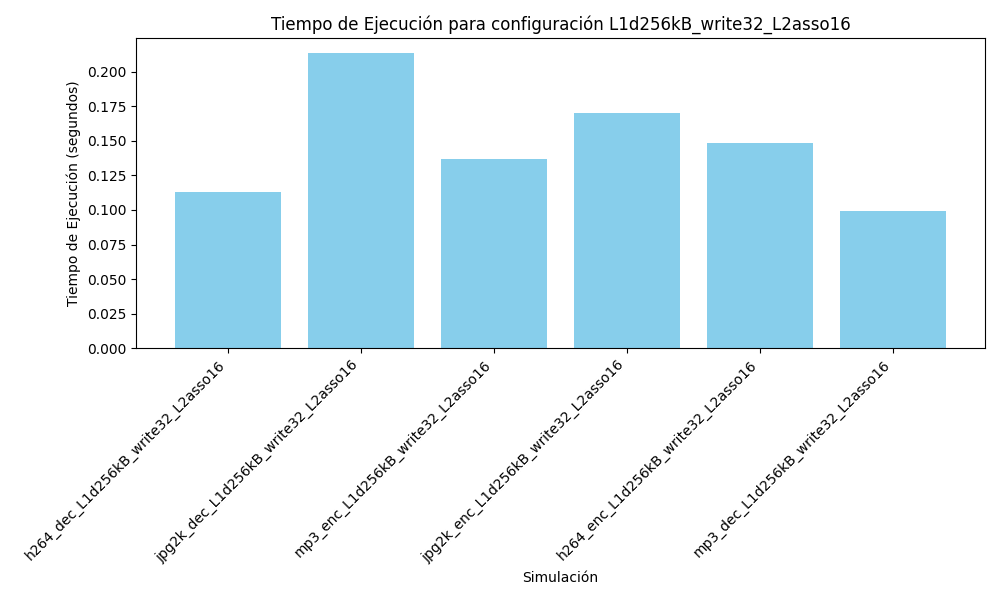 Tiempo de Ejecución para configuración L1d256kB_write32_L2asso16
Tiempo de Ejecución (segundos)
0.200
0.175
0.150
0.125
0.100
0.075
0.050
0.025
0.000
h264_dec_L1d256kB_write32_L2asso16
jpg2k_dec_L1d256kB_write32_L2asso16
mp3_enc_L1d256kB_write32_L2asso16
jpg2k_enc_L1d256kB_write32_L2asso16
h264_enc_L1d256kB_write32_L2asso16
mp3_dec_L1d256kB_write32_L2asso16
Simulación